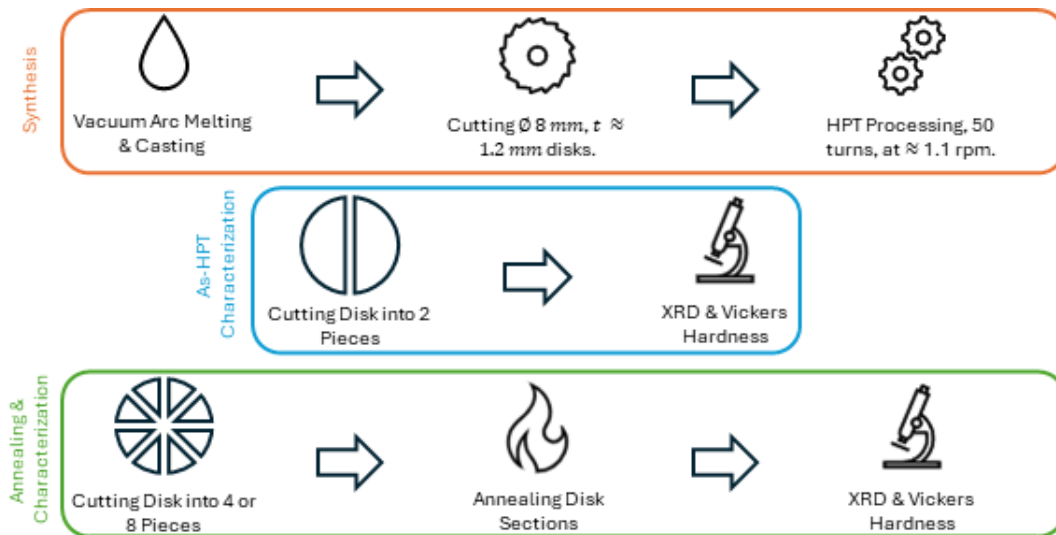 Synthesis
Vacuum Arc Melting
& Casting
Cutting Ø 8 mm, t ≈
1.2 mm disks.
HPT Processing, 50
turns, at ≈ 1.1 rpm.
As-HPT
Characterization
Cutting Disk into 2
Pieces
XRD & Vickers
Hardness
Annealing &
Characterization
Cutting Disk into 4 or
8 Pieces
Annealing Disk
Sections
XRD & Vickers
Hardness